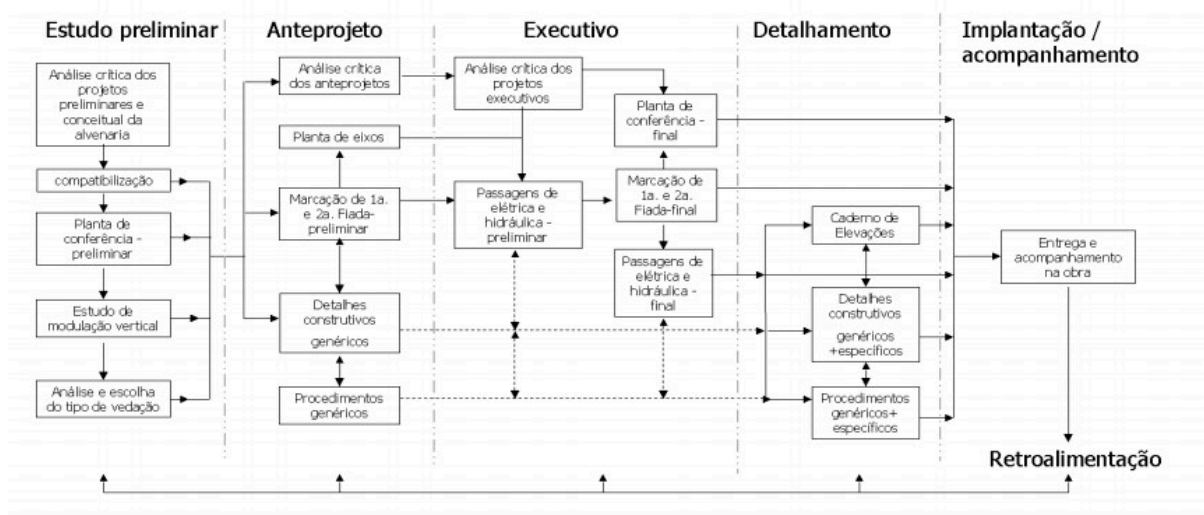 Estudo preliminar
Análise crítica dos
projetos
preliminares e
conceitual da
alvenaria
compatibilização
Planta de
conferência -
preliminar
Estudo de
modulação vertical
Análise e escolha
do tipo de vedação
Anteprojeto
Análise crítica
dos anteprojetos
Planta de eixos
Marcação de 1a.
e 2a. Fiada-
preliminar
Detalhes
construtivos
genéricos
Procedimentos
genéricos
Executivo
Análise crítica dos
projetos
executivos
Passagens de
elétrica e
hidráulica -
preliminar
Planta de
conferência -
final
Marcação de
1a. e 2a.
Fiada-final
Passagens de
elétrica e
hidráulica -
final
Detalhamento
Caderno de
Elevações
Detalhes
construtivos
genéricos
+específicos
Procedimentos
genéricos+
específicos
Implantação /
acompanhamento
Entrega e
acompanhamento
na obra
Retroalimentação